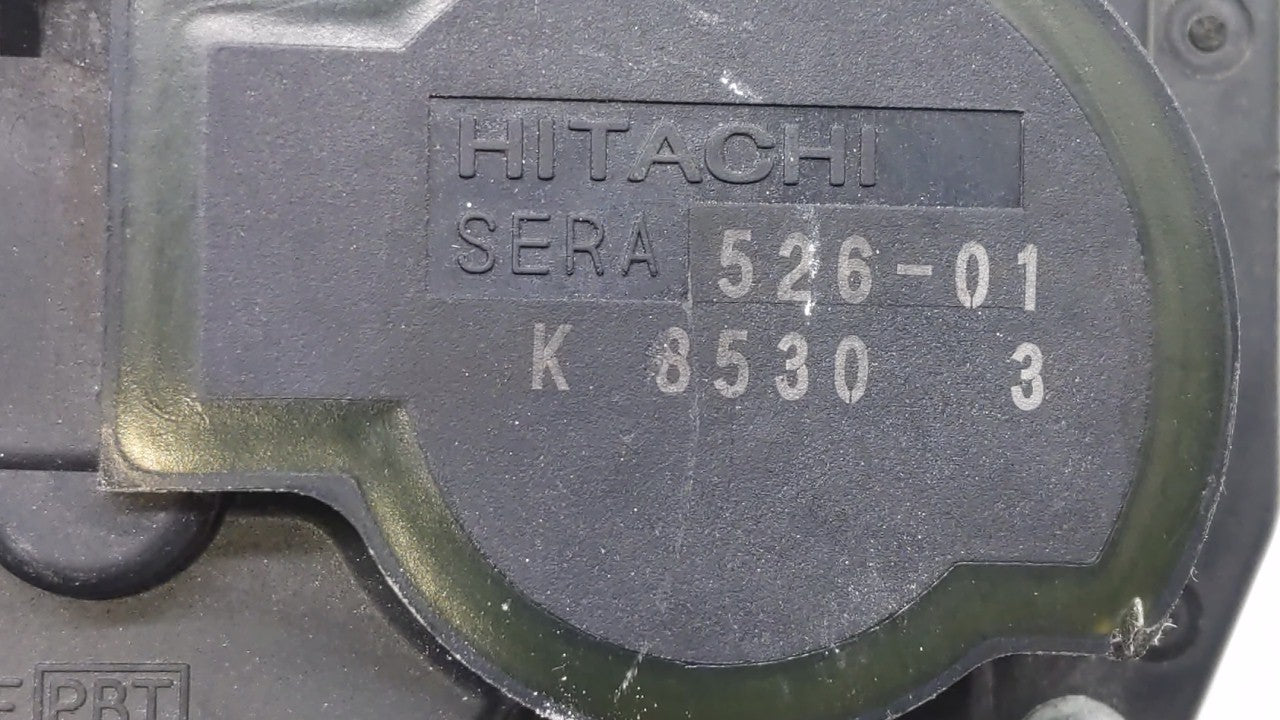 HITACHI
SERA 526-01
K 8530 3
PBT